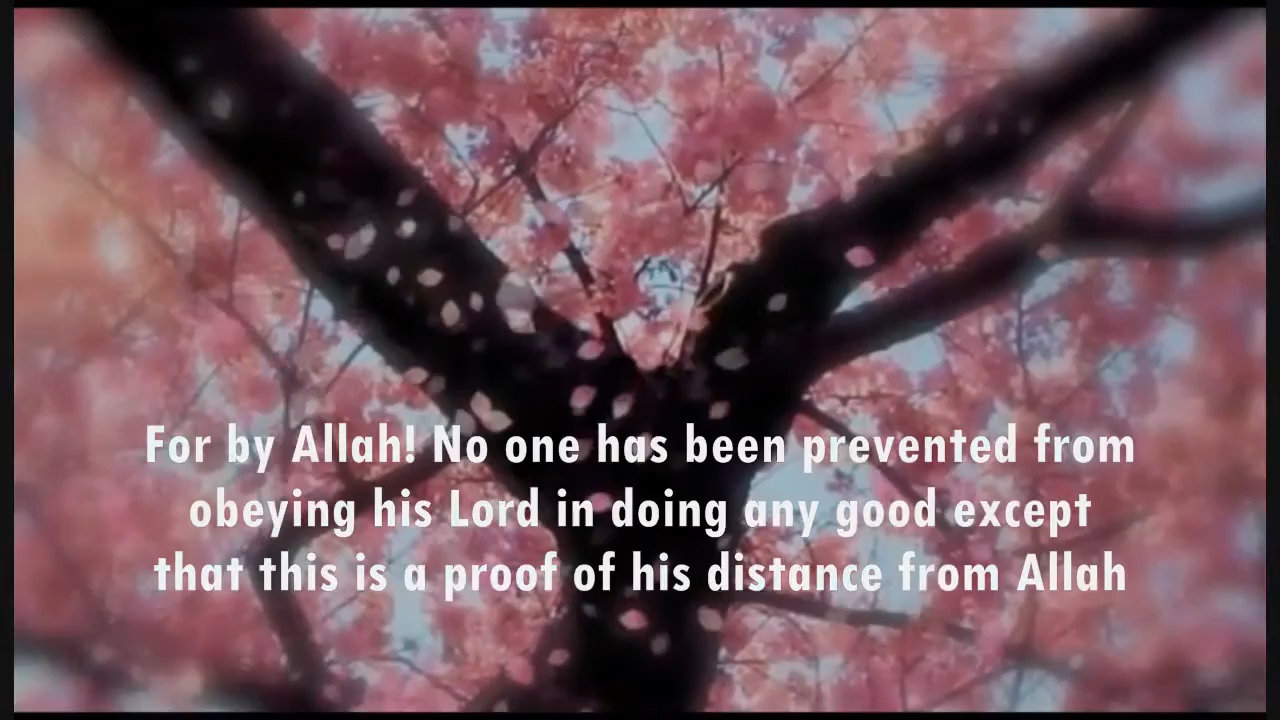 For by Allah! No one has been prevented from
obeying his Lord in doing any good except
that this is a proof of his distance from Allah